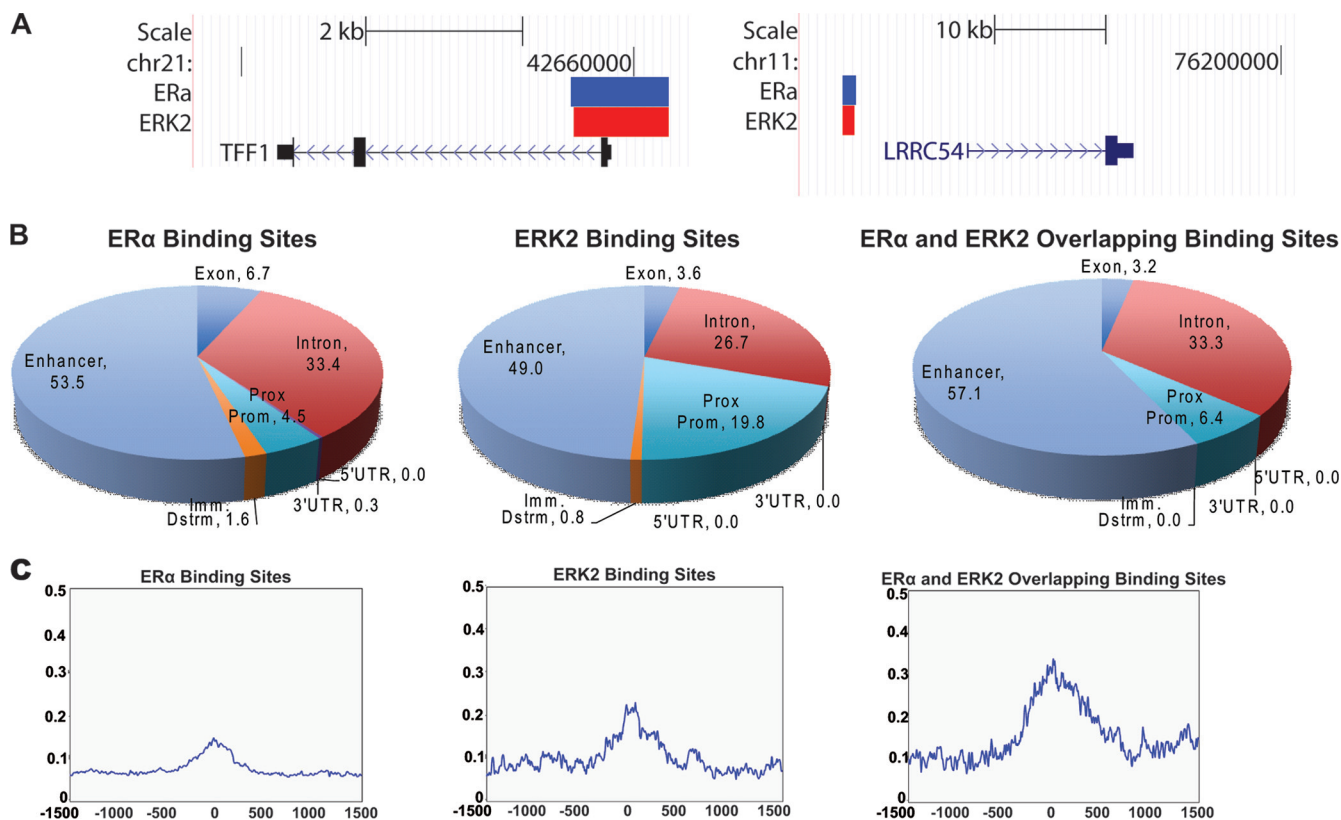 A
Scale
2 kb
chr21:
42660000
ERa
ERK2
TFF1
Scale
10 kb
chr11:
76200000
ERa
ERK2
LRRC54
B
ERα Binding Sites
Exon, 6.7
Intron,
33.4
Enhancer,
53.5
Prox
Prom, 4.5
5'UTR, 0.0
3'UTR, 0.3
Imm.
Dstrm, 1.6
ERK2 Binding Sites
Exon, 3.6
Intron,
26.7
Enhancer,
49.0
Prox
Prom, 19.8
3'UTR, 0.0
5'UTR, 0.0
Imm.
Dstrm, 0.8
ERα and ERK2 Overlapping Binding Sites
Exon, 3.2
Intron,
33.3
Enhancer,
57.1
Prox
Prom, 6.4
5'UTR, 0.0
3'UTR, 0.0
Imm.
Dstrm, 0.0
C
ERα Binding Sites
0.5
0.4
0.3
0.2
0.1
0
-1500 -1000 -500 0 500 1000 1500
ERK2 Binding Sites
0.5
0.4
0.3
0.2
0.1
0
-1500 -1000 -500 0 500 1000 1500
ERα and ERK2 Overlapping Binding Sites
0.5
0.4
0.3
0.2
0.1
0
-1500 -1000 -500 0 500 1000 1500